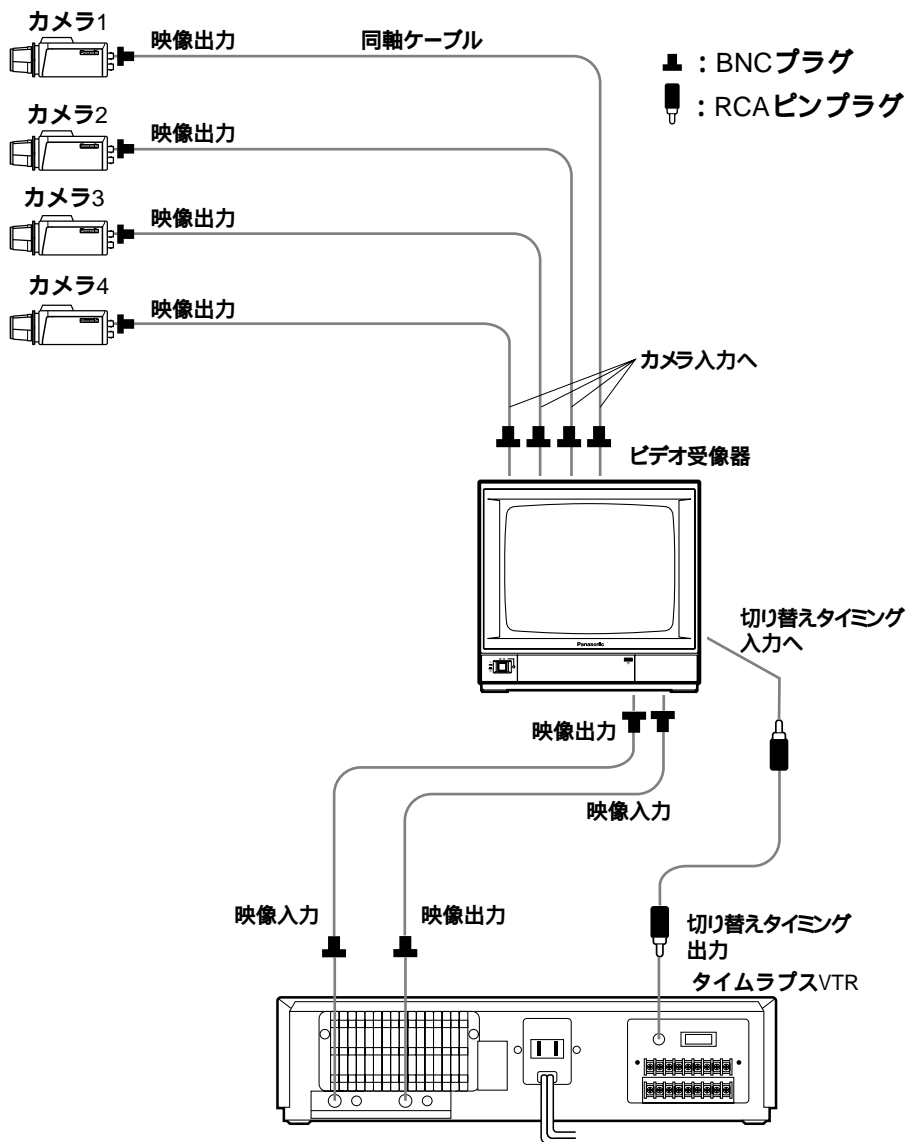 カメラ1
映像出力
同軸ケーブル
：BNCプラグ
：RCAピンプラグ
カメラ2
映像出力
カメラ3
映像出力
カメラ4
映像出力
カメラ入力へ
ビデオ受像器
切り替えタイミング
入力へ
Panasonic
映像出力
映像入力
映像入力
映像出力
切り替えタイミング
出力
タイムラプスVTR